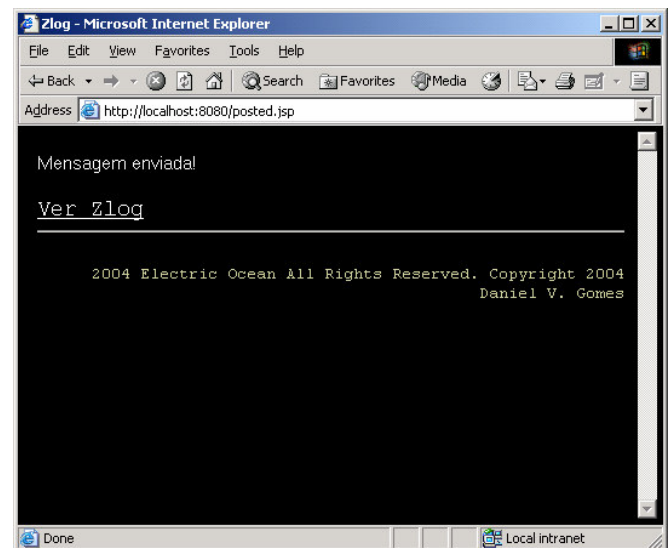 Zlog - Microsoft Internet Explorer
File Edit View Favorites Tools Help
Back Search Favorites Media
Address http://localhost:8080/posted.jsp
Mensagem enviada!
Ver Zlog
2004 Electric Ocean All Rights Reserved. Copyright 2004
Daniel V. Gomes
Done Local intranet